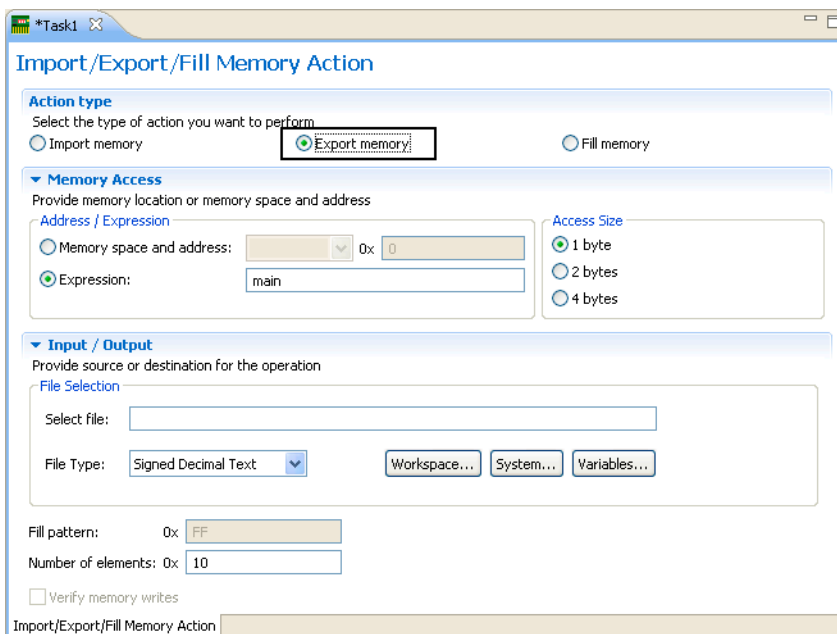 *Task1
Import/Export/Fill Memory Action
Action type
Select the type of action you want to perform
Import memory Export memory Fill memory
Memory Access
Provide memory location or memory space and address
Address / Expression Access Size
Memory space and address: 0x 0 1 byte
2 bytes
Expression: main
4 bytes
Input / Output
Provide source or destination for the operation
File Selection
Select file:
File Type: Signed Decimal Text Workspace... System... Variables...
Fill pattern: 0x FF
Number of elements: 0x 10
Verify memory writes
Import/Export/Fill Memory Action